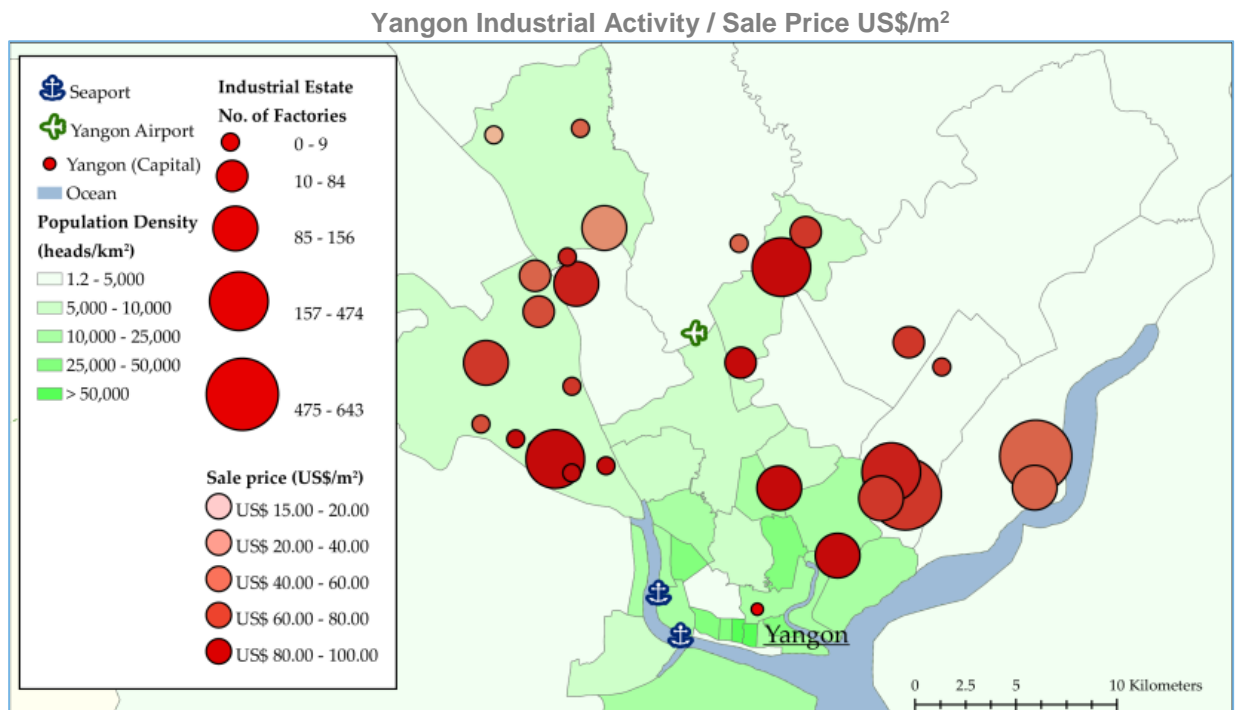 Yangon Industrial Activity / Sale Price US$/m²
Seaport
Yangon Airport
Yangon (Capital)
Ocean
Population Density
(heads/km²)
1.2 - 5,000
5,000 - 10,000
10,000 - 25,000
25,000 - 50,000
> 50,000
Industrial Estate
No. of Factories
0 - 9
10 - 84
85 - 156
157 - 474
475 - 643
Sale price (US$/m²)
US$ 15.00 - 20.00
US$ 20.00 - 40.00
US$ 40.00 - 60.00
US$ 60.00 - 80.00
US$ 80.00 - 100.00
Yangon
0 2.5 5 10 Kilometers